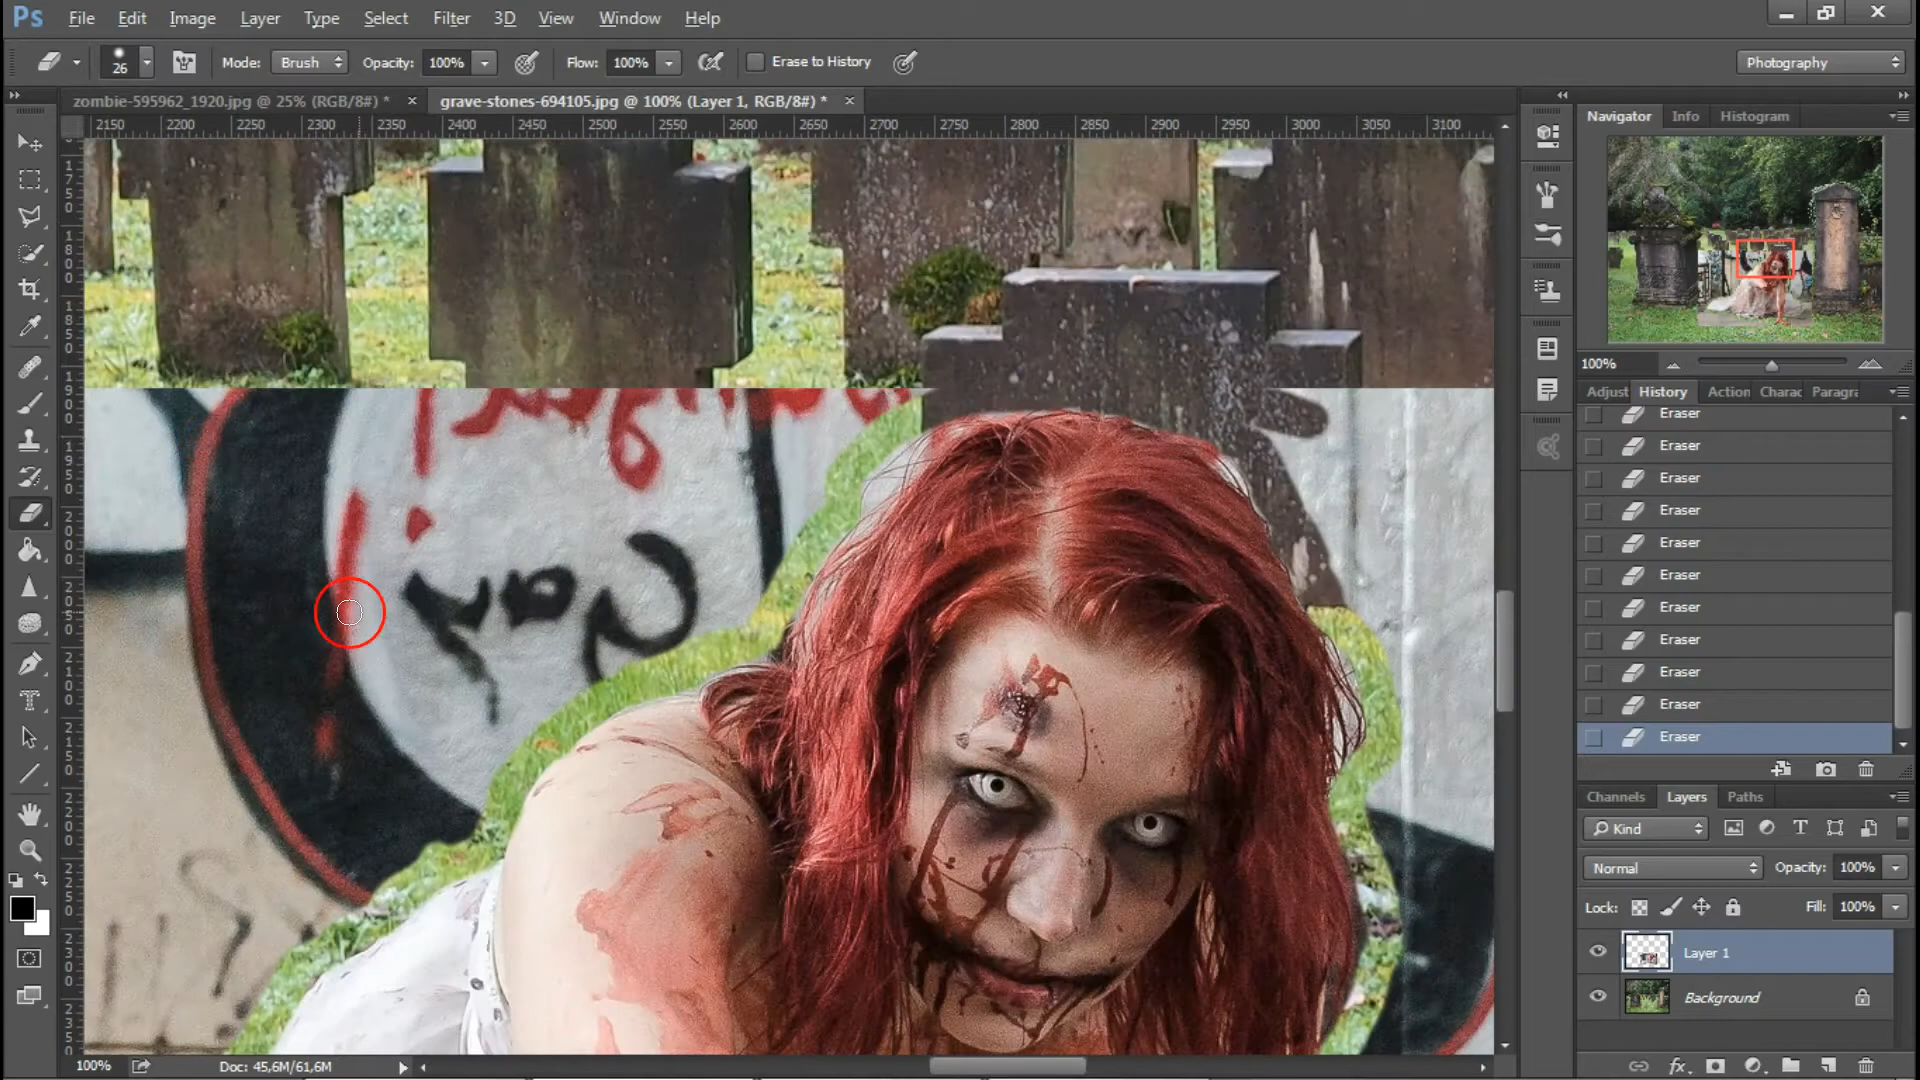 Ps File Edit Image Layer Type Select Filter 3D View Window Help
26 Mode: Brush Opacity: 100% Flow: 100% Erase to History Photography
zombie-595962_1920.jpg @ 25% (RGB/8#) * × grave-stones-694105.jpg @ 100% (Layer 1, RGB/8#) * ×
2150 2200 2250 2300 2350 2400 2450 2500 2550 2600 2650 2700 2750 2800 2850 2900 2950 3000 3050 3100
Navigator Info Histogram
100%
Adjust History Action Charac Paragra
Eraser
Eraser
Eraser
Eraser
Eraser
Eraser
Eraser
Eraser
Eraser
Eraser
Eraser
Channels Layers Paths
Kind
Normal Opacity: 100%
Lock: Fill: 100%
Layer 1
Background
100% Doc: 45,6M/61,6M